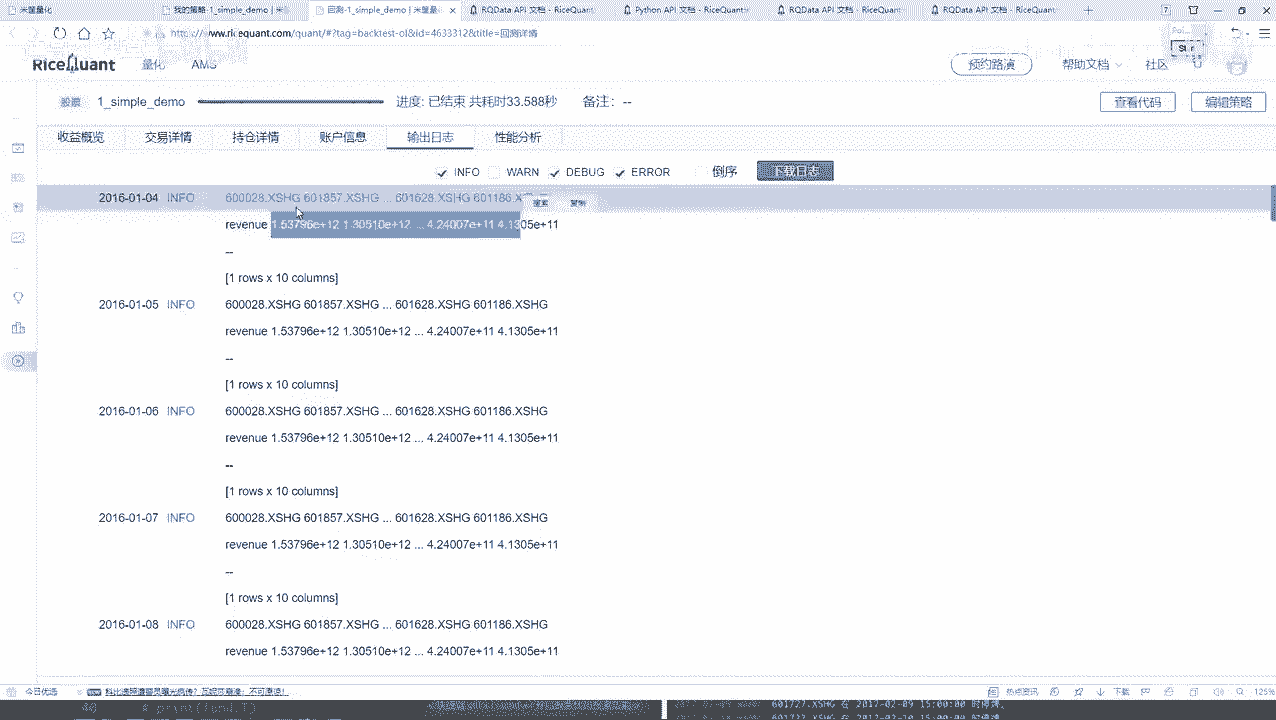 米筐量化
我的策略-1_simple_demo | 米筐
回测-1_simple_demo | 米筐量
RQData API 文档 - RiceQuant
Python API 文档 - RiceQuant
RQData API 文档 - RiceQuant
RQData API 文档 - RiceQuant
http://www.ricequant.com/quant/#?tag=backtest-ol&id=4633312&title=回测详情
RiceQuant
量化
AMS
预约路演
帮助文档
社区
1_simple_demo
进度: 已结束 共耗时33.588秒
备注: --
查看代码
编辑策略
收益概览
交易详情
持仓详情
账户信息
输出日志
性能分析
INFO
WARN
DEBUG
ERROR
倒序
下载日志
2016-01-04 INFO 600028.XSHG 601857.XSHG ... 601628.XSHG 601186.X
搜索 复制
revenue 1.53796e+12 1.30510e+12 ... 4.24007e+11 4.1305e+11
--
[1 rows x 10 columns]
2016-01-05 INFO 600028.XSHG 601857.XSHG ... 601628.XSHG 601186.XSHG
revenue 1.53796e+12 1.30510e+12 ... 4.24007e+11 4.1305e+11
--
[1 rows x 10 columns]
2016-01-06 INFO 600028.XSHG 601857.XSHG ... 601628.XSHG 601186.XSHG
revenue 1.53796e+12 1.30510e+12 ... 4.24007e+11 4.1305e+11
--
[1 rows x 10 columns]
2016-01-07 INFO 600028.XSHG 601857.XSHG ... 601628.XSHG 601186.XSHG
revenue 1.53796e+12 1.30510e+12 ... 4.24007e+11 4.1305e+11
--
[1 rows x 10 columns]
2016-01-08 INFO 600028.XSHG 601857.XSHG ... 601628.XSHG 601186.XSHG
revenue 1.53796e+12 1.30510e+12 ... 4.24007e+11 4.1305e+11
今日优选
热点资讯
下载
126%
601727.XSHG 在 2017-02-09 15:00:00 时停牌